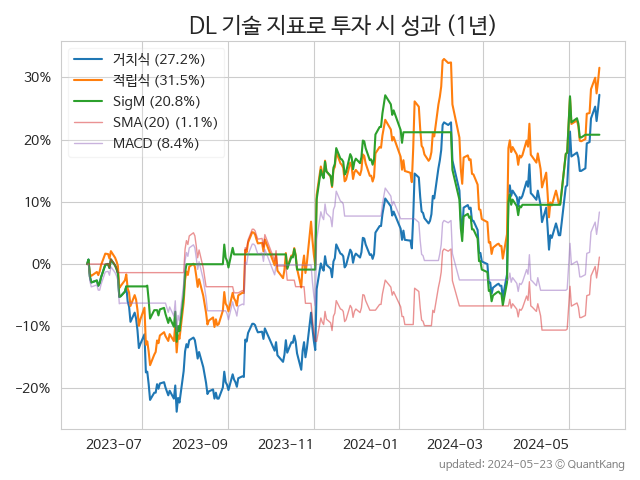 DL 기술 지표로 투자 시 성과 (1년)
거치식 (27.2%)
적립식 (31.5%)
SigM (20.8%)
SMA(20) (1.1%)
MACD (8.4%)
30%
20%
10%
0%
−10%
−20%
2023-07
2023-09
2023-11
2024-01
2024-03
2024-05
updated: 2024-05-23 © QuantKang